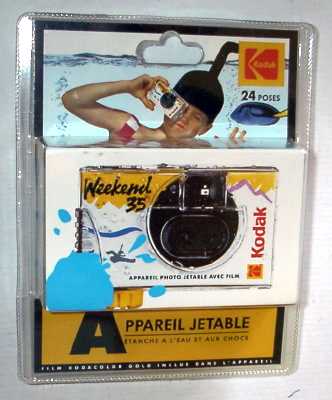 Kodak
24 POSES
Weekend
35
Kodak
APPAREIL PHOTO JETABLE AVEC FILM
APPAREIL JETABLE
ÉTANCHE A L'EAU ET AUX CHOCS
FILM KODACOLOR GOLD INCLUS DANS L'APPAREIL